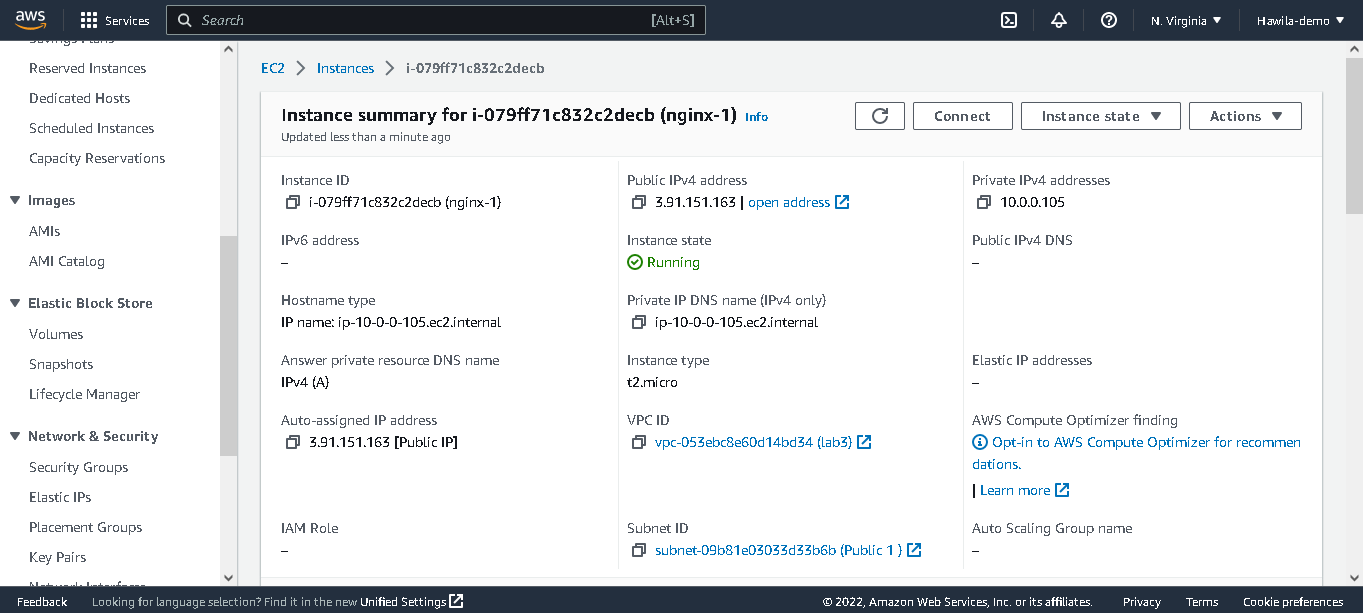 aws Services Search [Alt+S] N. Virginia Hawila-demo
Savings Plans
Reserved Instances
Dedicated Hosts
Scheduled Instances
Capacity Reservations
Images
AMIs
AMI Catalog
Elastic Block Store
Volumes
Snapshots
Lifecycle Manager
Network & Security
Security Groups
Elastic IPs
Placement Groups
Key Pairs
Network Interfaces
EC2 Instances i-079ff71c832c2decb
Instance summary for i-079ff71c832c2decb (nginx-1) Info
Updated less than a minute ago
Connect Instance state Actions
Instance ID
i-079ff71c832c2decb (nginx-1)
Public IPv4 address
3.91.151.163 | open address
Private IPv4 addresses
10.0.0.105
IPv6 address
–
Instance state
Running
Public IPv4 DNS
–
Hostname type
IP name: ip-10-0-0-105.ec2.internal
Private IP DNS name (IPv4 only)
ip-10-0-0-105.ec2.internal
Answer private resource DNS name
IPv4 (A)
Instance type
t2.micro
Elastic IP addresses
–
Auto-assigned IP address
3.91.151.163 [Public IP]
VPC ID
vpc-053ebc8e60d14bd34 (lab3)
AWS Compute Optimizer finding
Opt-in to AWS Compute Optimizer for recommen
dations.
| Learn more
IAM Role
–
Subnet ID
subnet-09b81e03033d33b6b (Public 1 )
Auto Scaling Group name
–
Feedback Looking for language selection? Find it in the new Unified Settings © 2022, Amazon Web Services, Inc. or its affiliates. Privacy Terms Cookie preferences